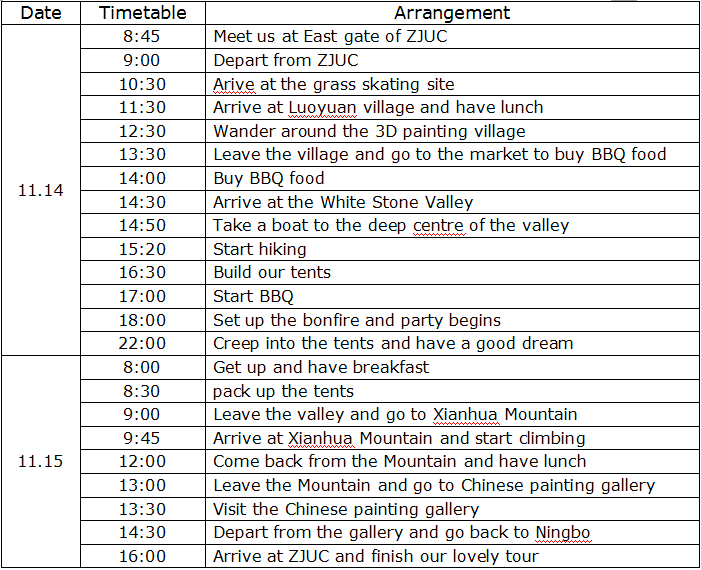 Date Timetable Arrangement
8:45 Meet us at East gate of ZJUC
9:00 Depart from ZJUC
10:30 Arive at the grass skating site
11:30 Arrive at Luoyuan village and have lunch
12:30 Wander around the 3D painting village
13:30 Leave the village and go to the market to buy BBQ food
11.14 14:00 Buy BBQ food
14:30 Arrive at the White Stone Valley
14:50 Take a boat to the deep centre of the valley
15:20 Start hiking
16:30 Build our tents
17:00 Start BBQ
18:00 Set up the bonfire and party begins
22:00 Creep into the tents and have a good dream
8:00 Get up and have breakfast
8:30 pack up the tents
9:00 Leave the valley and go to Xianhua Mountain
9:45 Arrive at Xianhua Mountain and start climbing
11.15 12:00 Come back from the Mountain and have lunch
13:00 Leave the Mountain and go to Chinese painting gallery
13:30 Visit the Chinese painting gallery
14:30 Depart from the gallery and go back to Ningbo
16:00 Arrive at ZJUC and finish our lovely tour